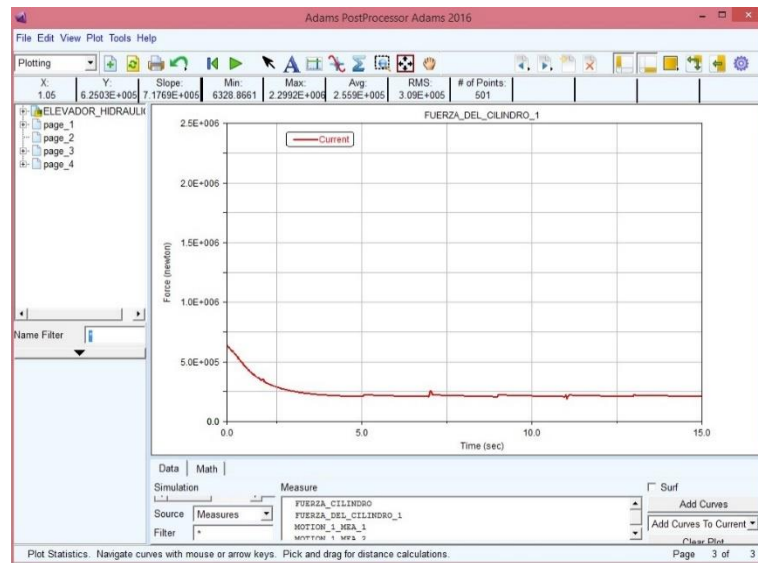 Adams PostProcessor Adams 2016
File Edit View Plot Tools Help
Plotting
X: Y: Slope: Min: Max: Avg: RMS: # of Points:
1.05 6.2503E+005 7.1769E+005 6328.8661 2.2992E+006 2.559E+005 3.09E+005 501
ELEVADOR_HIDRAULI
page_1
page_2
page_3
page_4
Name Filter *
FUERZA_DEL_CILINDRO_1
Current
2.5E+006
2.0E+006
1.5E+006
1.0E+006
5.0E+005
0.0
Force (newton)
0.0 5.0 10.0 15.0
Time (sec)
Data Math
Simulation Measure Surf
Source Measures
Filter *
FUERZA_CILINDRO
FUERZA_DEL_CILINDRO_1
MOTION_1_MEA_1
MOTION_1_MEA_2
Add Curves
Add Curves To Current
Clear Plot
Plot Statistics. Navigate curves with mouse or arrow keys. Pick and drag for distance calculations. Page 3 of 3